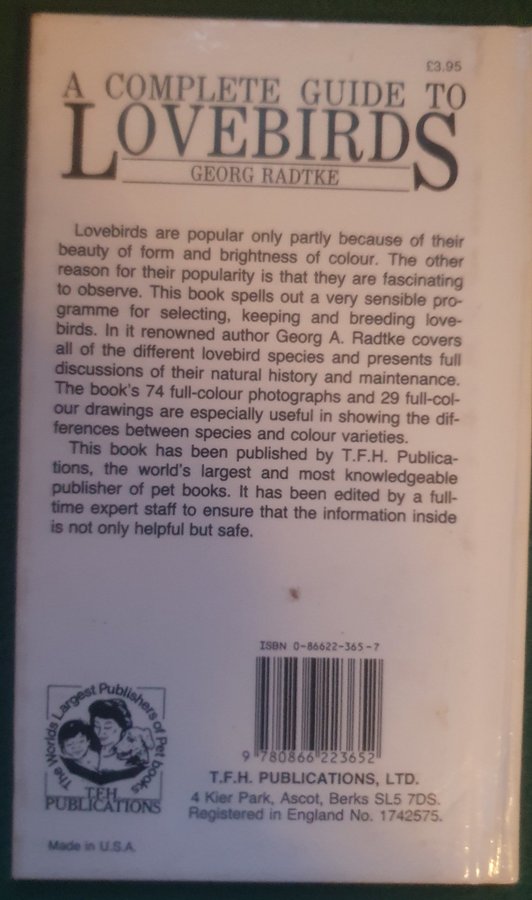 £3.95
A COMPLETE GUIDE TO
LOVEBIRDS
GEORG RADTKE
Lovebirds are popular only partly because of their
beauty of form and brightness of colour. The other
reason for their popularity is that they are fascinating
to observe. This book spells out a very sensible pro-
gramme for selecting, keeping and breeding love-
birds. In it renowned author Georg A. Radtke covers
all of the different lovebird species and presents full
discussions of their natural history and maintenance.
The book's 74 full-colour photographs and 29 full-col-
our drawings are especially useful in showing the dif-
ferences between species and colour varieties.
This book has been published by T.F.H. Publica-
tions, the world's largest and most knowledgeable
publisher of pet books. It has been edited by a full-
time expert staff to ensure that the information inside
is not only helpful but safe.
ISBN 0-86622-365-7
9 780866 223652
The Worlds Largest Publishers of Pet books
T.F.H.
PUBLICATIONS
T.F.H. PUBLICATIONS, LTD.
4 Kier Park, Ascot, Berks SL5 7DS.
Registered in England No. 1742575.
Made in U.S.A.